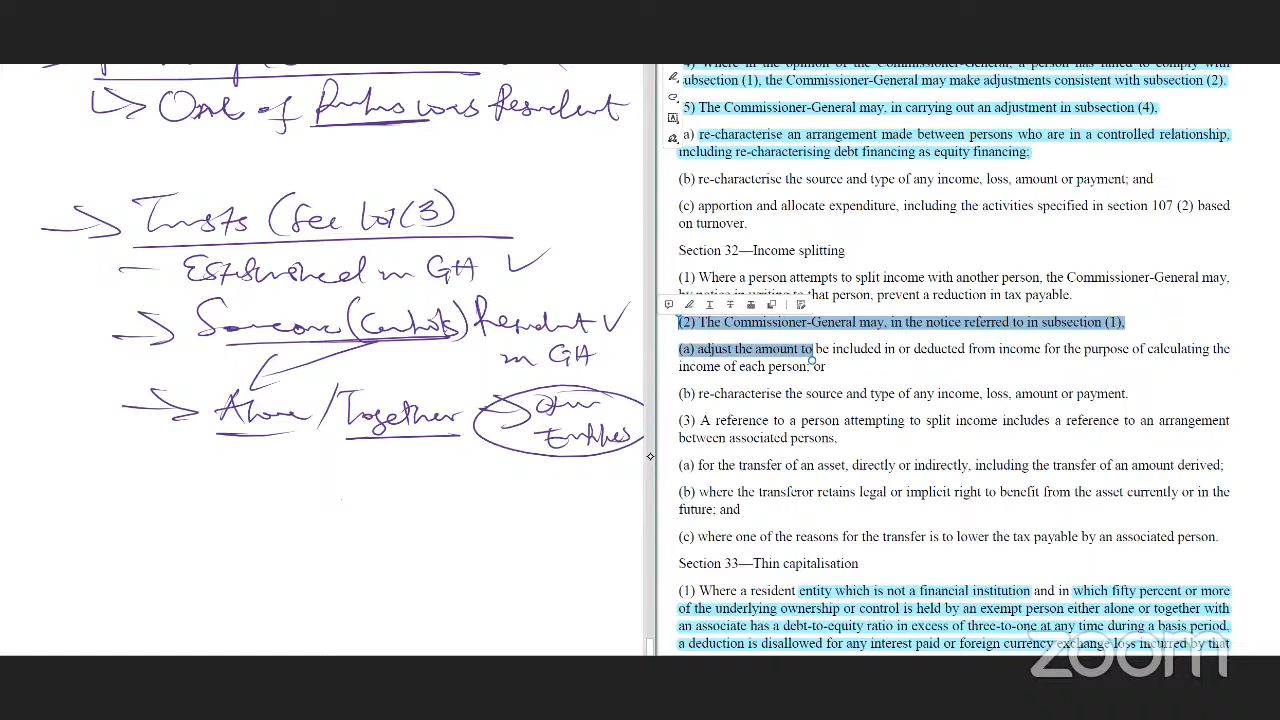 ↳ One of Partners was Resident
→ Trusts (See 101(3)
– Established in GH ✓
→ Someone (Controls) Resident ✓
in GH
→ Alone / Together → Other
Entities
subsection (1), the Commissioner-General may make adjustments consistent with subsection (2).
5) The Commissioner-General may, in carrying out an adjustment in subsection (4),
a) re-characterise an arrangement made between persons who are in a controlled relationship,
including re-characterising debt financing as equity financing;
(b) re-characterise the source and type of any income, loss, amount or payment; and
(c) apportion and allocate expenditure, including the activities specified in section 107 (2) based
on turnover.
Section 32—Income splitting
(1) Where a person attempts to split income with another person, the Commissioner-General may,
by notice in writing to that person, prevent a reduction in tax payable.
(2) The Commissioner-General may, in the notice referred to in subsection (1),
(a) adjust the amount to be included in or deducted from income for the purpose of calculating the
income of each person; or
(b) re-characterise the source and type of any income, loss, amount or payment.
(3) A reference to a person attempting to split income includes a reference to an arrangement
between associated persons,
(a) for the transfer of an asset, directly or indirectly, including the transfer of an amount derived;
(b) where the transferor retains legal or implicit right to benefit from the asset currently or in the
future; and
(c) where one of the reasons for the transfer is to lower the tax payable by an associated person.
Section 33—Thin capitalisation
(1) Where a resident entity which is not a financial institution and in which fifty percent or more
of the underlying ownership or control is held by an exempt person either alone or together with
an associate has a debt-to-equity ratio in excess of three-to-one at any time during a basis period,
a deduction is disallowed for any interest paid or foreign currency exchange loss incurred by that
zoom